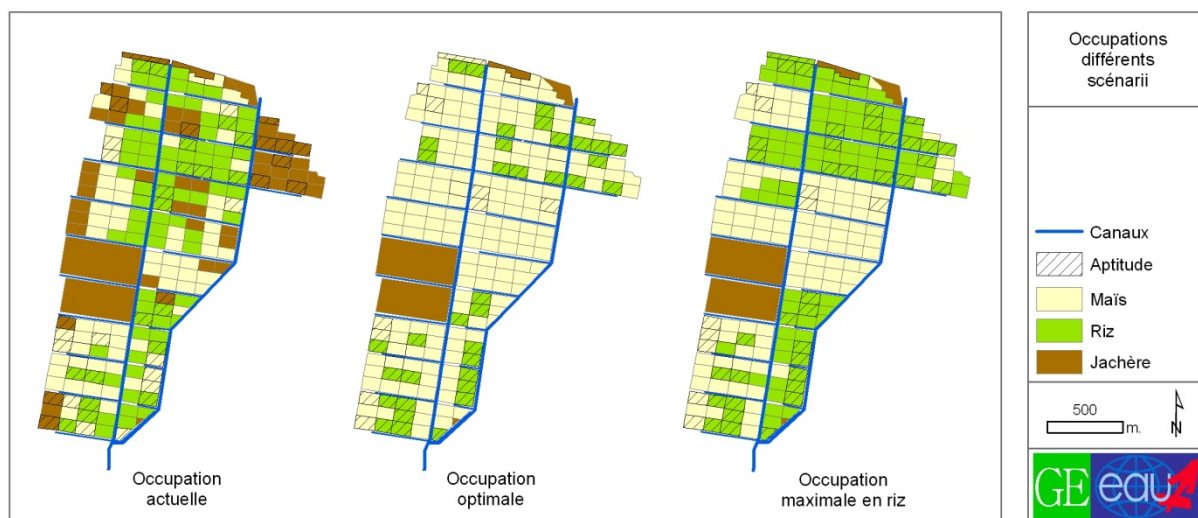 Occupation
actuelle
Occupation
optimale
Occupation
maximale en riz
Occupations
différents
scénarii
Canaux
Aptitude
Maïs
Riz
Jachère
500
m.
N
GE eau